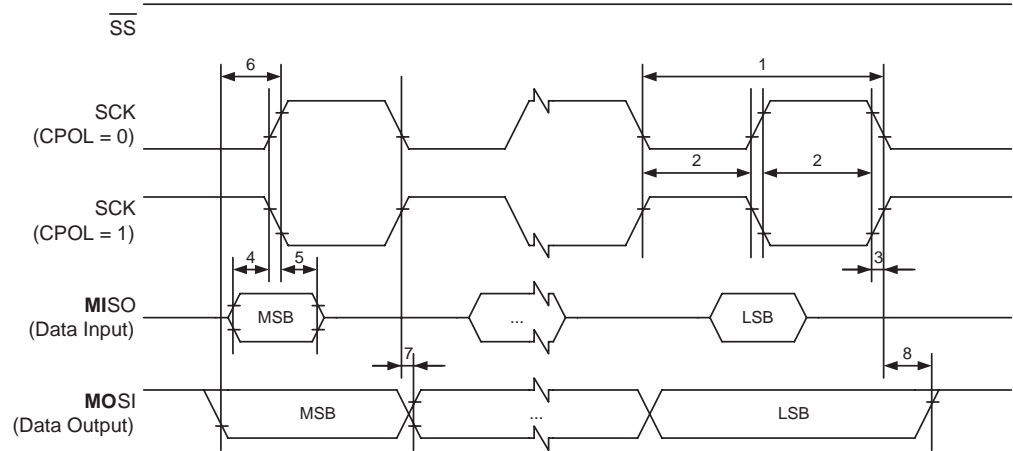 SS
6
1
SCK
(CPOL = 0)
2
2
SCK
(CPOL = 1)
4
5
3
MISO
(Data Input)
MSB
...
LSB
7
8
MOSI
(Data Output)
MSB
...
LSB